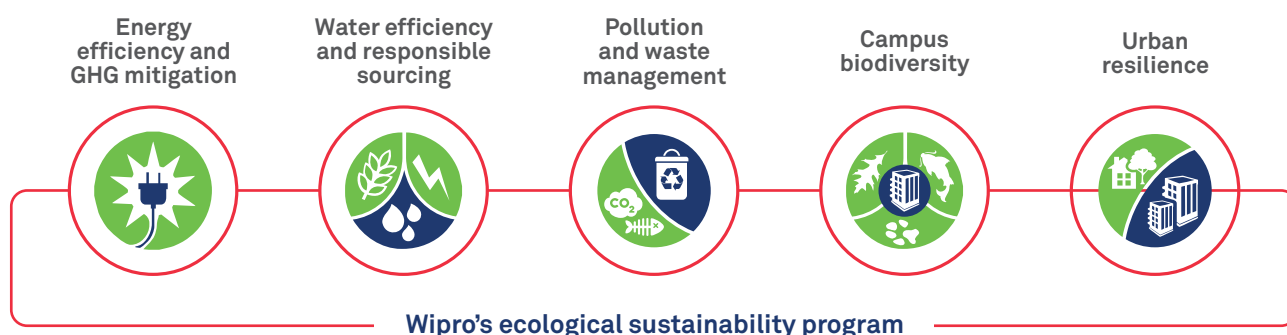 Energy
efficiency and
GHG mitigation
Water efficiency
and responsible
sourcing
Pollution
and waste
management
Campus
biodiversity
Urban
resilience
CO₂
Wipro's ecological sustainability program